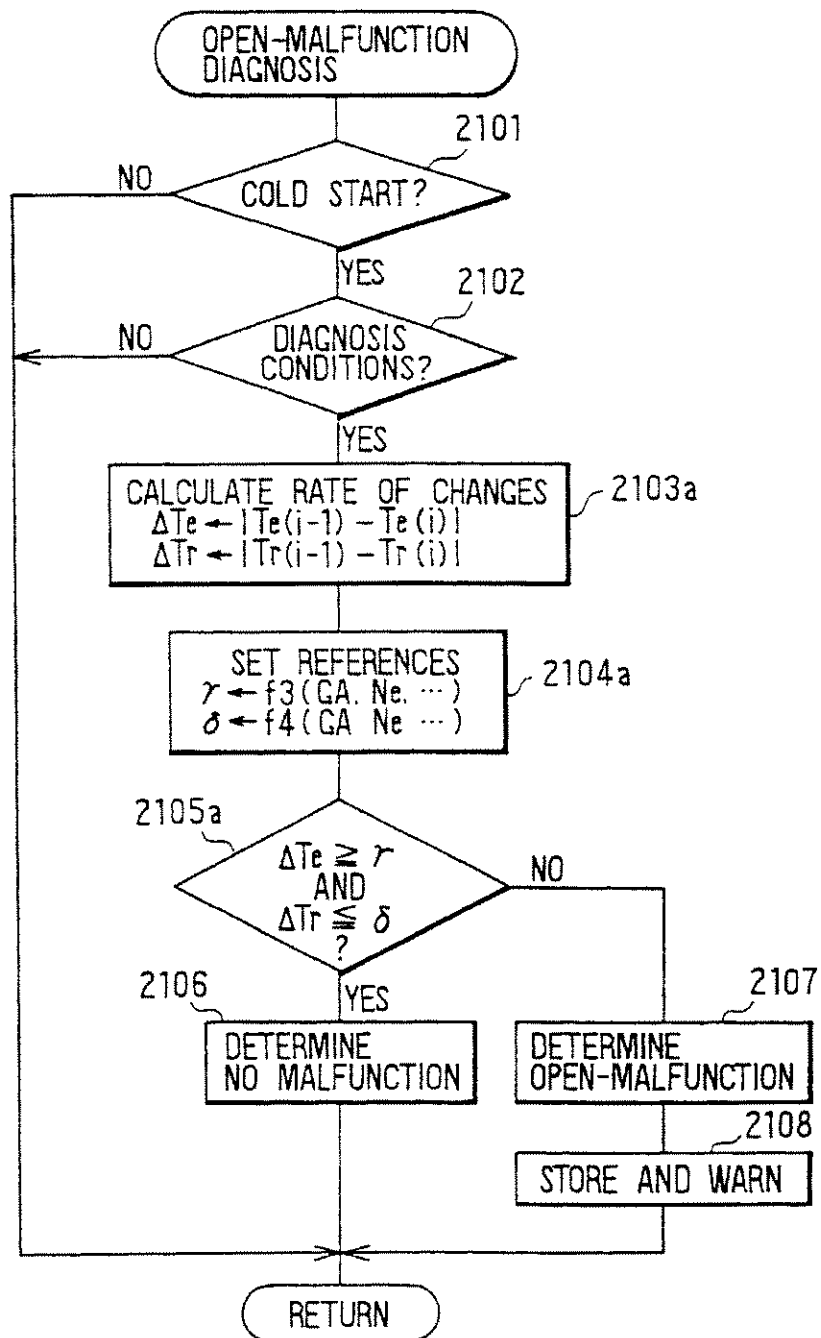 OPEN-MALFUNCTION
DIAGNOSIS
2101
NO
COLD START?
YES
2102
NO
DIAGNOSIS
CONDITIONS?
YES
CALCULATE RATE OF CHANGES
ΔTe ← |Te(i-1) - Te(i)|
ΔTr ← |Tr(i-1) - Tr(i)|
2103a
SET REFERENCES
γ ← f3(GA. Ne. …)
δ ← f4(GA Ne …)
2104a
2105a
ΔTe ≧ γ
AND
ΔTr ≦ δ
?
NO
YES
2106
DETERMINE
NO MALFUNCTION
2107
DETERMINE
OPEN-MALFUNCTION
2108
STORE AND WARN
RETURN